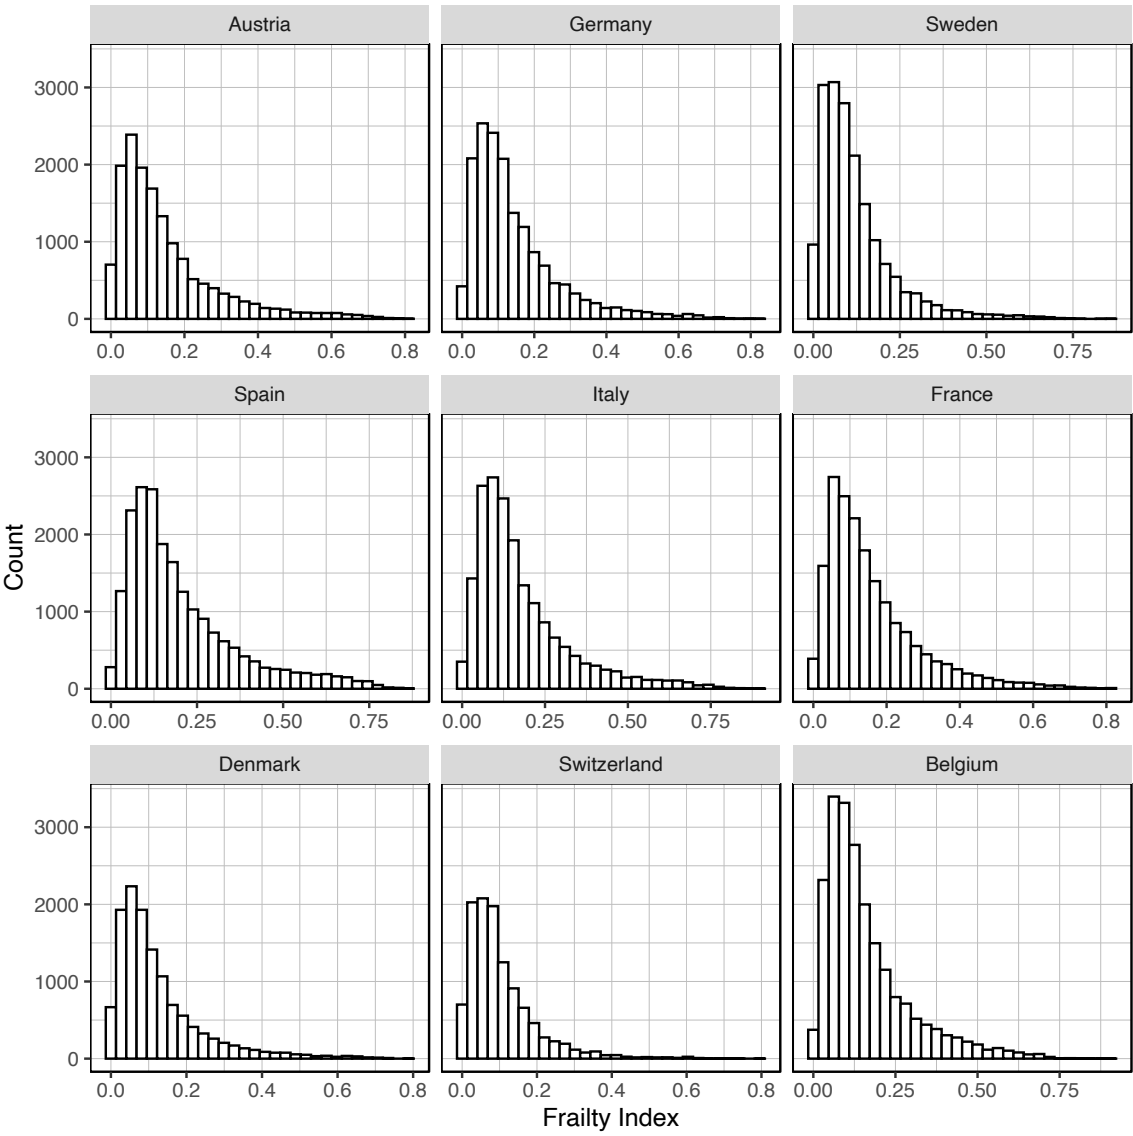 Austria Germany Sweden
3000
2000
1000
0
0.0 0.2 0.4 0.6 0.8 0.0 0.2 0.4 0.6 0.8 0.00 0.25 0.50 0.75
Spain Italy France
3000
2000
1000
0
0.00 0.25 0.50 0.75 0.00 0.25 0.50 0.75 0.0 0.2 0.4 0.6 0.8
Count
Denmark Switzerland Belgium
3000
2000
1000
0
0.0 0.2 0.4 0.6 0.8 0.0 0.2 0.4 0.6 0.8 0.00 0.25 0.50 0.75
Frailty Index